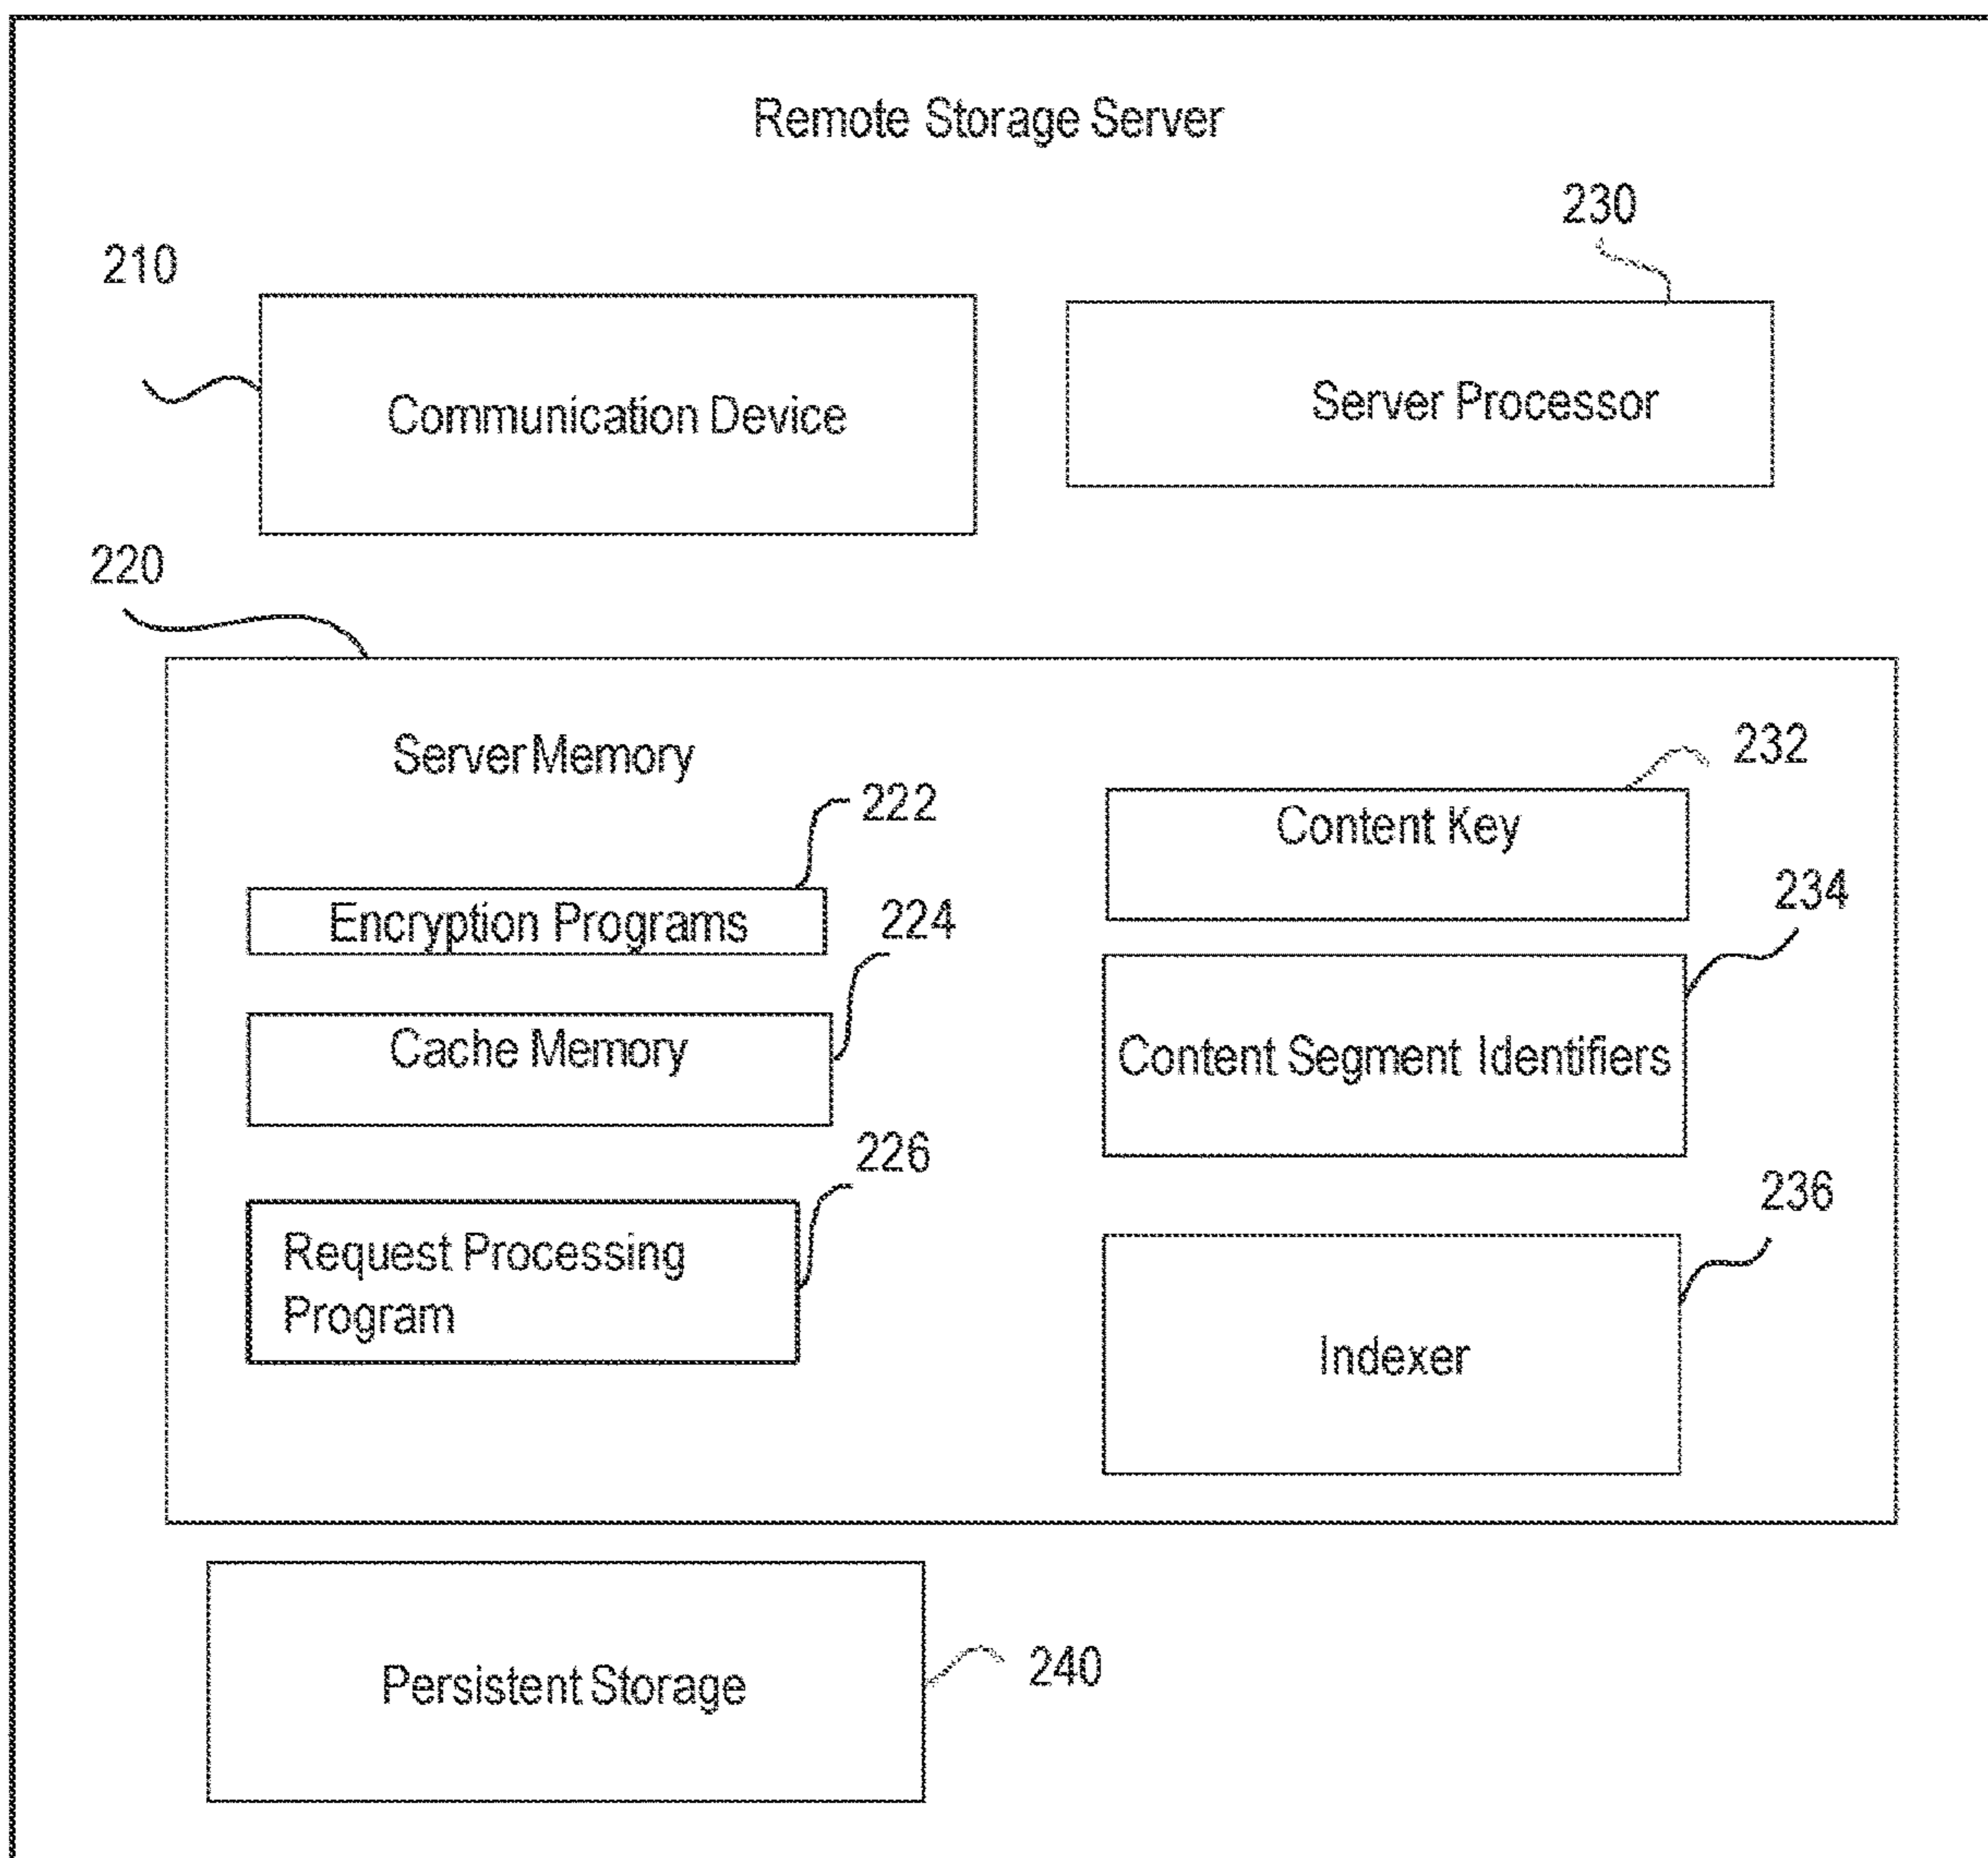 Remote Storage Server
230
210
Communication Device
Server Processor
220
Server Memory
232
222
Content Key
Encryption Programs
224
234
Cache Memory
Content Segment Identifiers
226
236
Request Processing
Program
Indexer
Persistent Storage
240